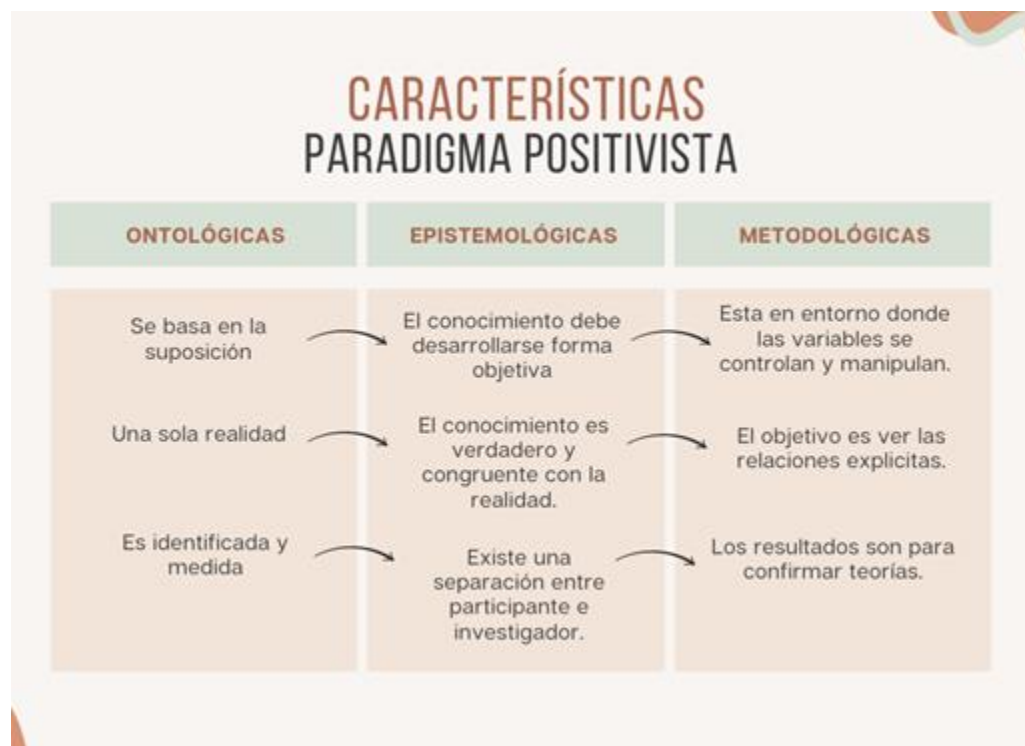 CARACTERÍSTICAS
PARADIGMA POSITIVISTA
ONTOLÓGICAS
EPISTEMOLÓGICAS
METODOLÓGICAS
Se basa en la
suposición
El conocimiento debe
desarrollarse forma
objetiva
Esta en entorno donde
las variables se
controlan y manipulan.
Una sola realidad
El conocimiento es
verdadero y
congruente con la
realidad.
El objetivo es ver las
relaciones explicitas.
Es identificada y
medida
Existe una
separación entre
participante e
investigador.
Los resultados son para
confirmar teorías.